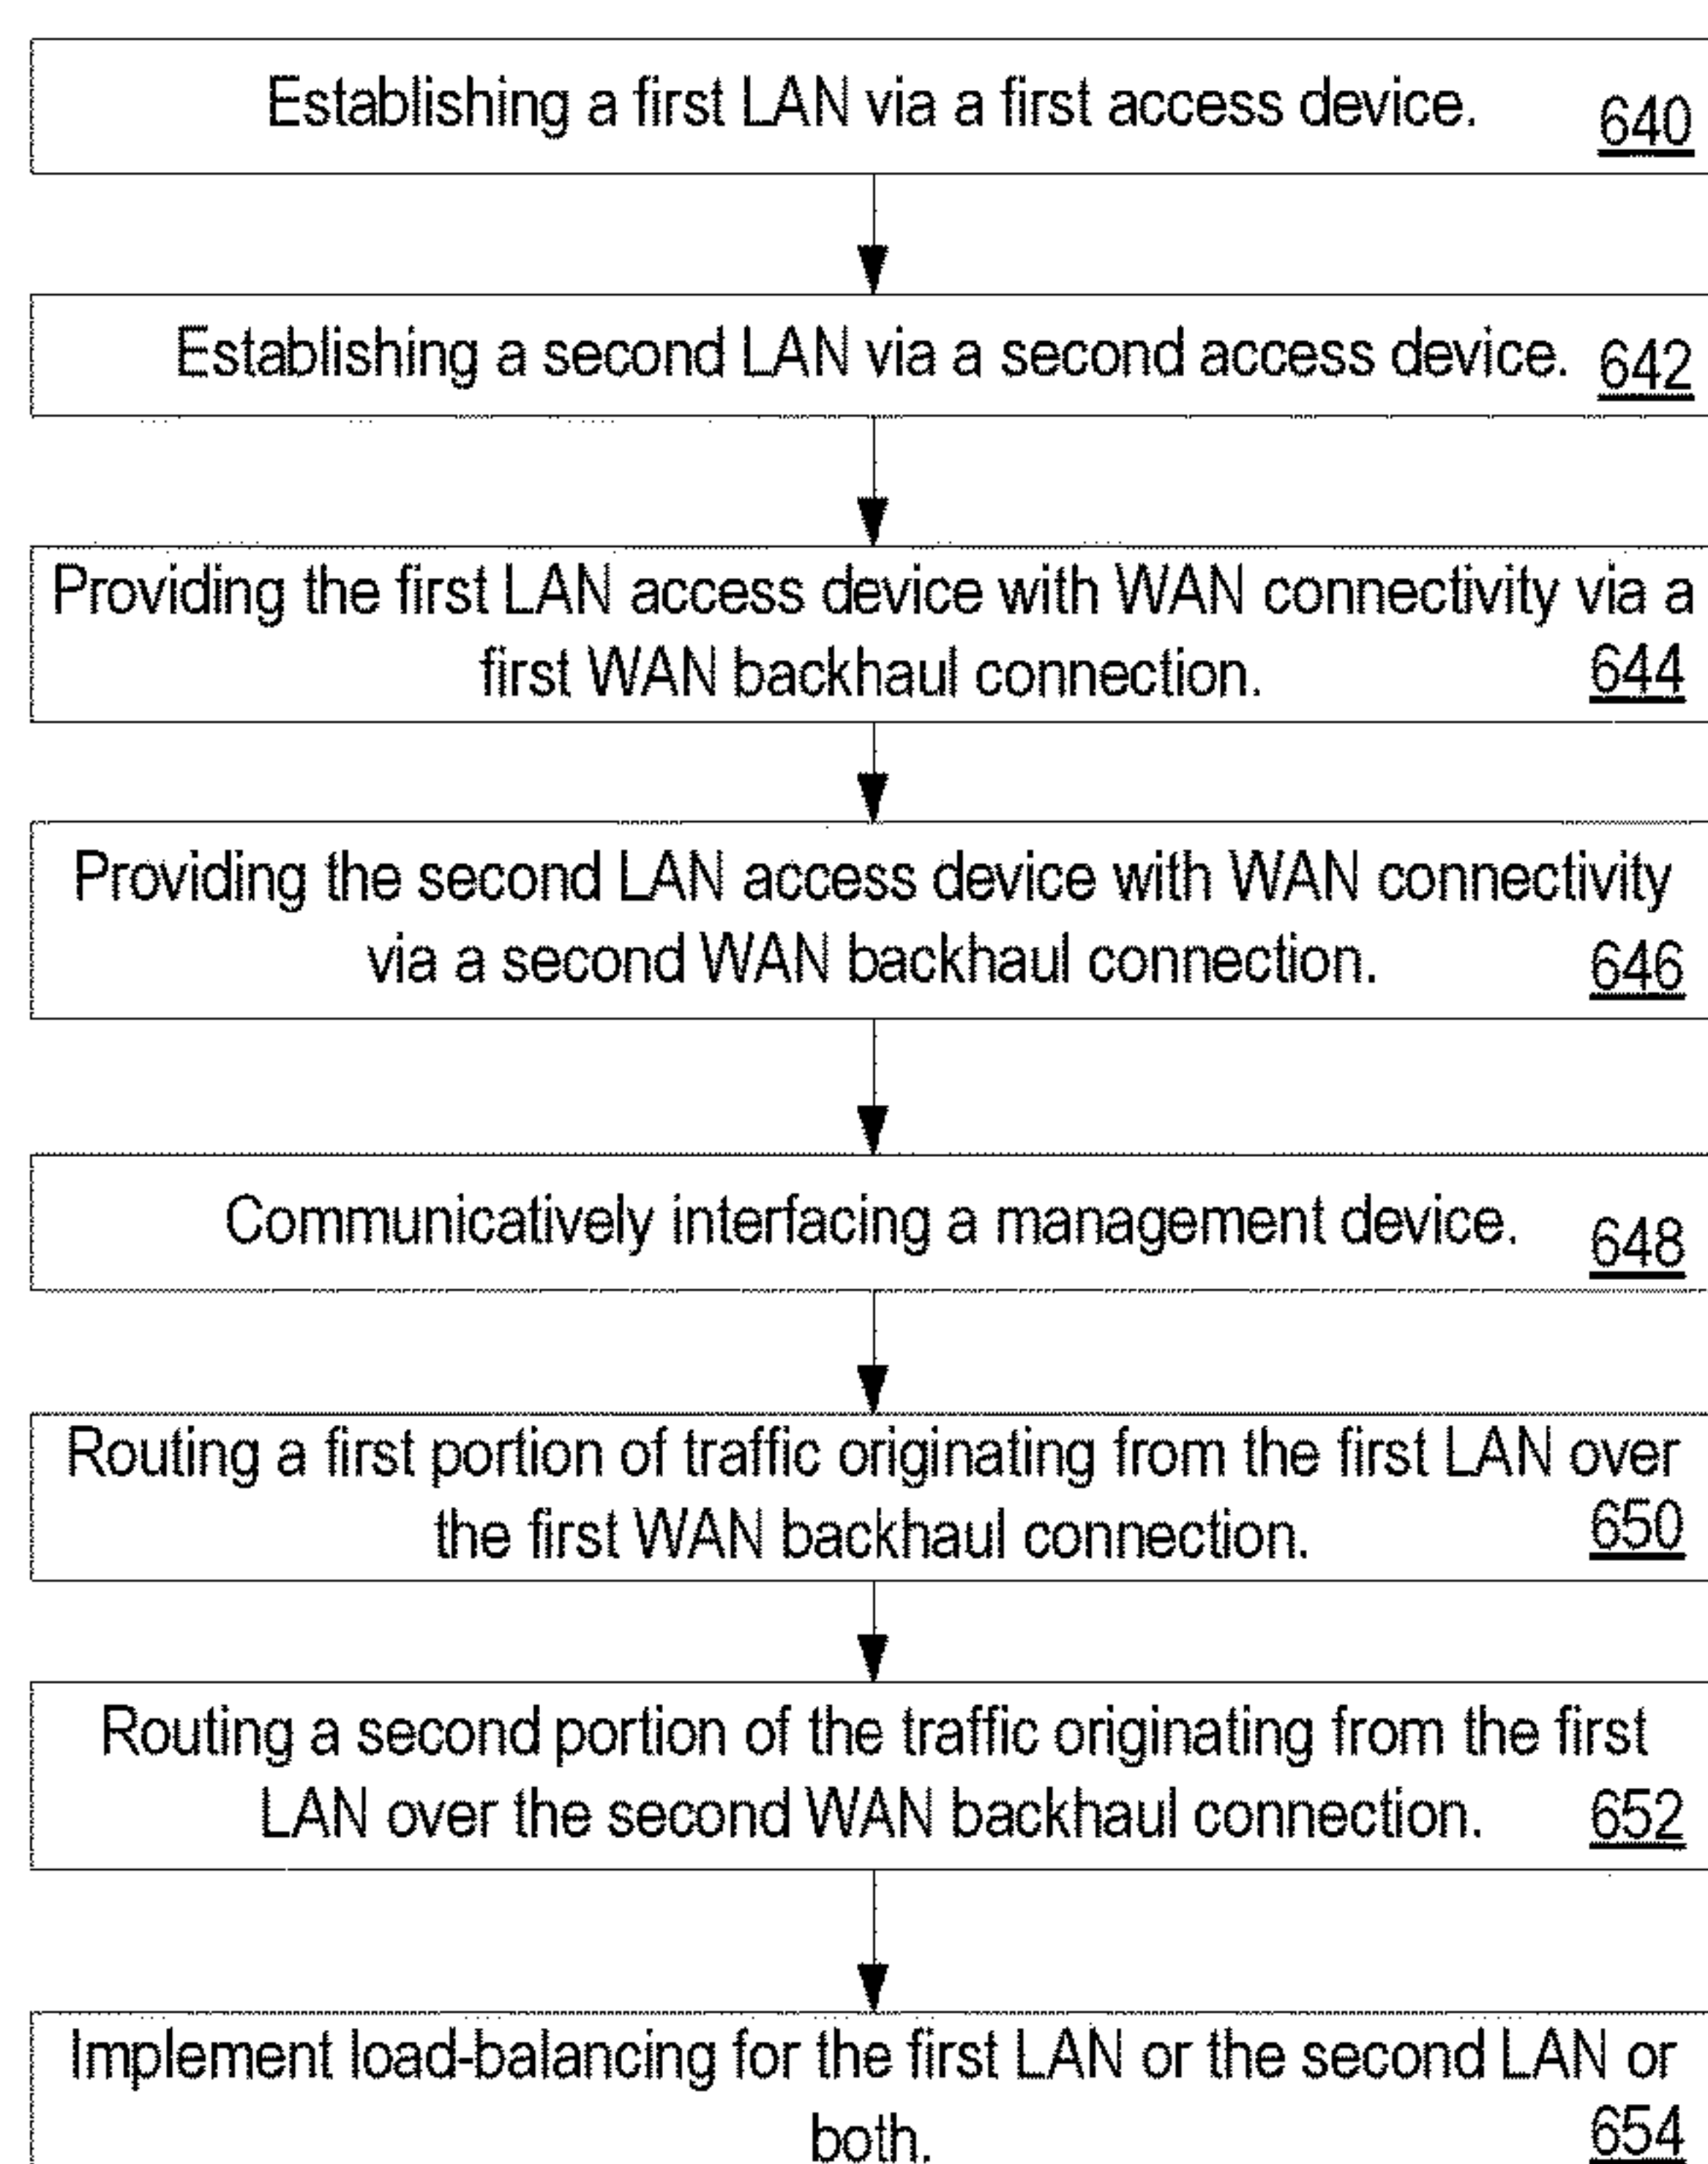 Establishing a first LAN via a first access device. 640
Establishing a second LAN via a second access device. 642
Providing the first LAN access device with WAN connectivity via a
first WAN backhaul connection. 644
Providing the second LAN access device with WAN connectivity
via a second WAN backhaul connection. 646
Communicatively interfacing a management device. 648
Routing a first portion of traffic originating from the first LAN over
the first WAN backhaul connection. 650
Routing a second portion of the traffic originating from the first
LAN over the second WAN backhaul connection. 652
Implement load-balancing for the first LAN or the second LAN or
both. 654